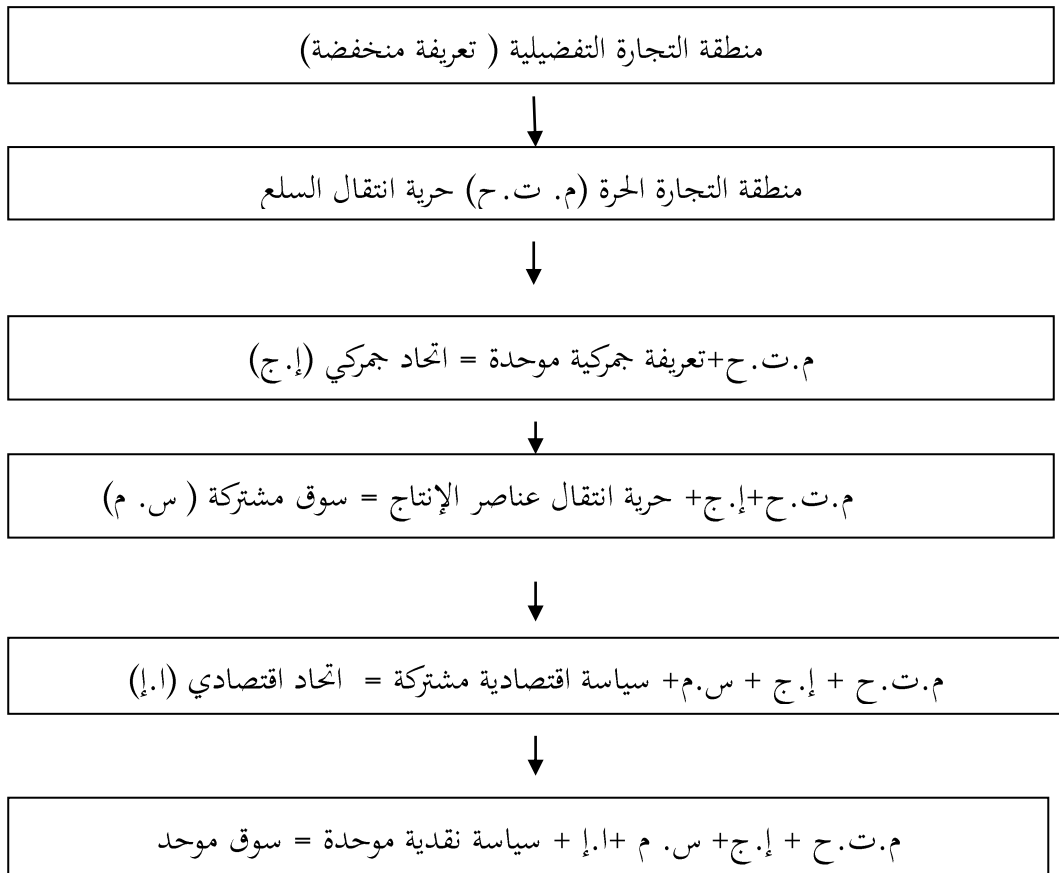 منطقة التجارة التفضيلية ( تعريفة منخفضة)
منطقة التجارة الحرة (م. ت. ح) حرية انتقال السلع
م.ت.ح+تعريفة جمركية موحدة = اتحاد جمركي (إ.ج)
م.ت.ح+إ.ج+ حرية انتقال عناصر الإنتاج = سوق مشتركة ( س. م)
م.ت.ح + إ.ج + س.م+ سياسة اقتصادية مشتركة = اتحاد اقتصادي (ا.إ)
م.ت.ح + إ.ج+ س. م +ا.إ + سياسة نقدية موحدة = سوق موحد